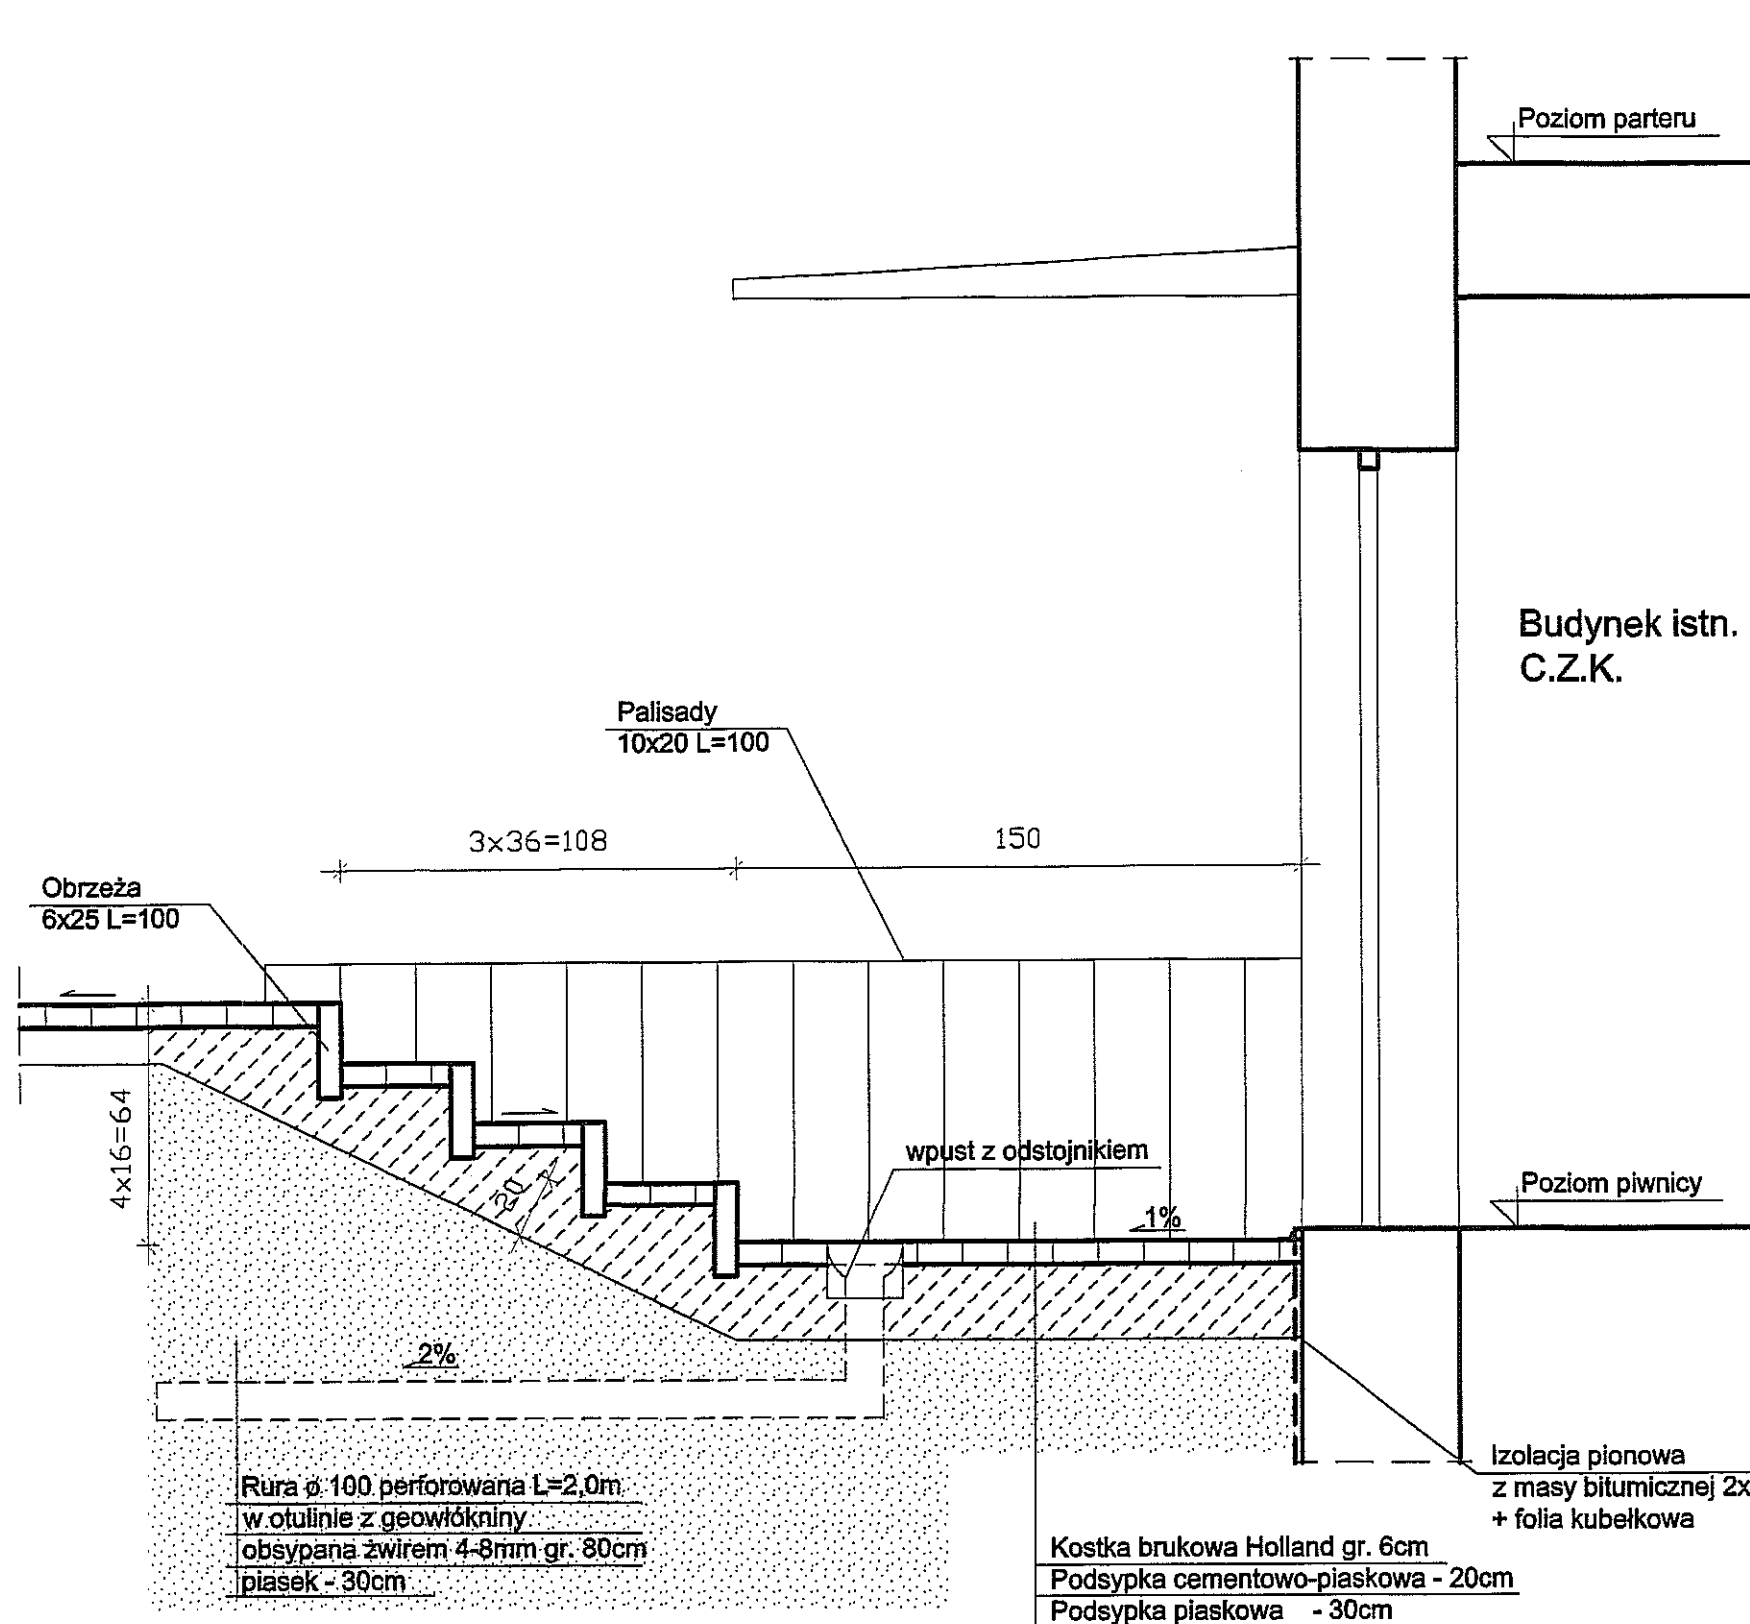 Poziom parteru
Budynek istn.
C.Z.K.
Palisady
10x20 L=100
3x36=108
150
Obrzeża
6x25 L=100
4x16=64
20
wpust z odstojnikiem
1%
Poziom piwnicy
2%
Rura ø 100 perforowana L=2,0m
w otulinie z geowłókniny
obsypana żwirem 4-8mm gr. 80cm
piasek - 30cm
Izolacja pionowa
z masy bitumicznej 2x
+ folia kubełkowa
Kostka brukowa Holland gr. 6cm
Podsypka cementowo-piaskowa - 20cm
Podsypka piaskowa - 30cm